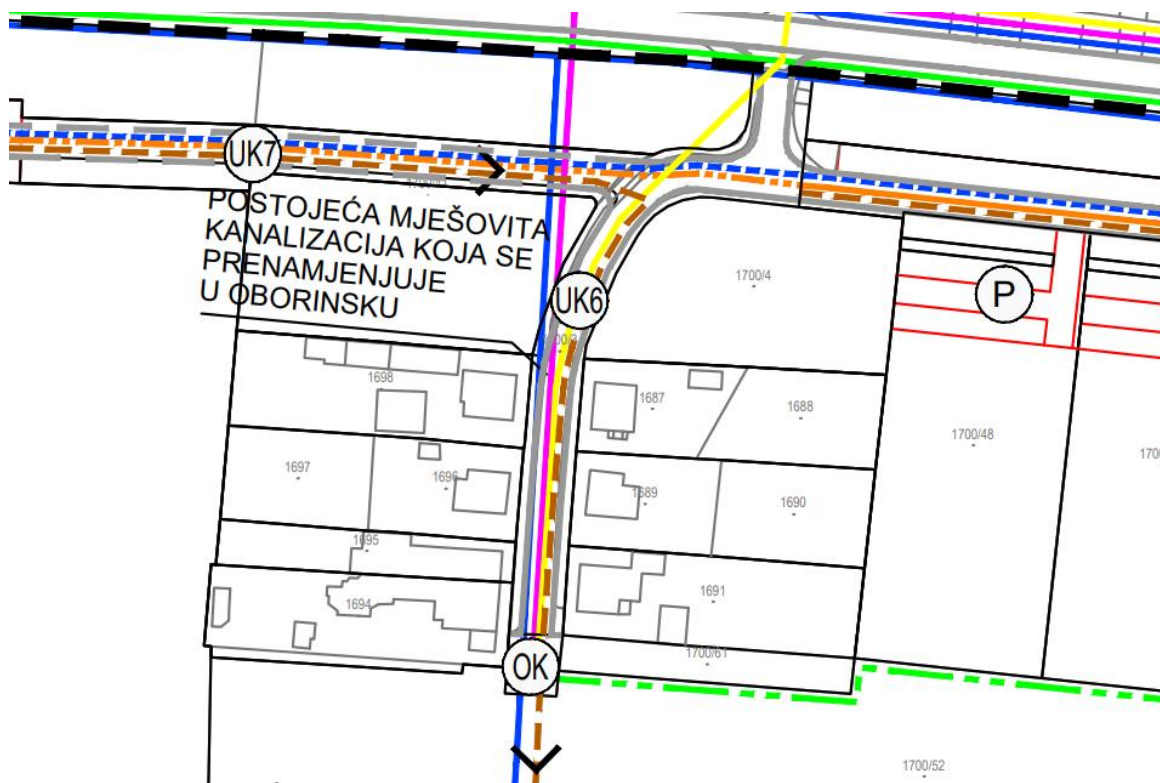 UK7
POSTOJEĆA MJEŠOVITA
KANALIZACIJA KOJA SE
PRENAMJENJUJE
U OBORINSKU
UK6
1700/4
P
1698
1687
1688
1700/48
1697
1696
1689
1690
1695
1694
1691
OK
1700/61
1700/52